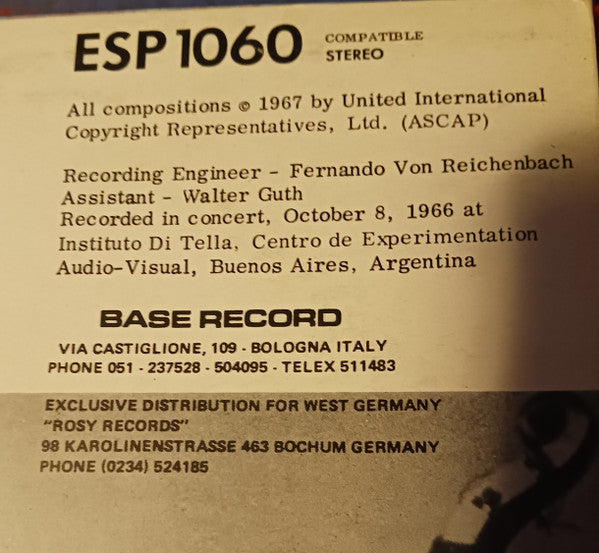 ESP 1060 COMPATIBLE
STEREO
All compositions © 1967 by United International
Copyright Representatives, Ltd. (ASCAP)
Recording Engineer - Fernando Von Reichenbach
Assistant - Walter Guth
Recorded in concert, October 8, 1966 at
Instituto Di Tella, Centro de Experimentation
Audio-Visual, Buenos Aires, Argentina
BASE RECORD
VIA CASTIGLIONE, 109 - BOLOGNA ITALY
PHONE 051 - 237528 - 504095 - TELEX 511483
EXCLUSIVE DISTRIBUTION FOR WEST GERMANY
"ROSY RECORDS"
98 KAROLINENSTRASSE 463 BOCHUM GERMANY
PHONE (0234) 524185